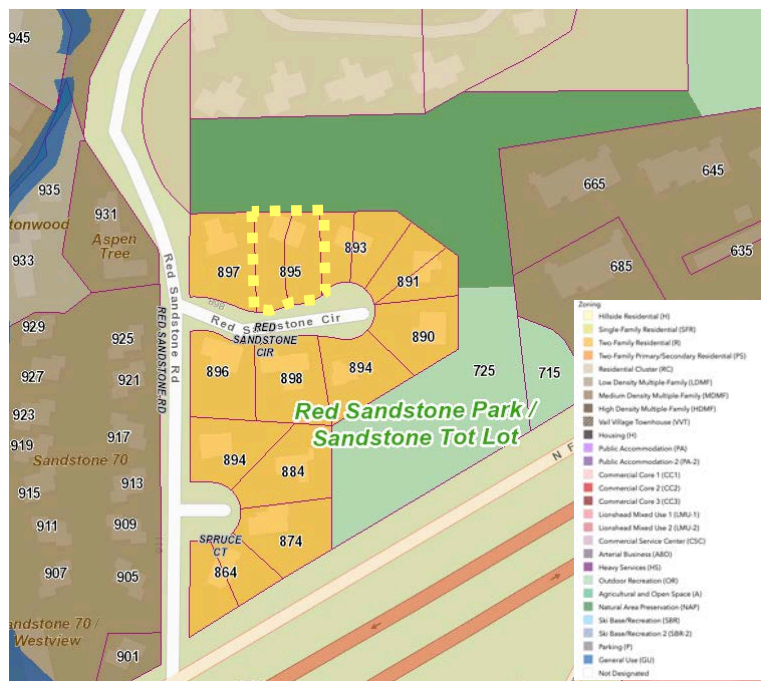 945
935
tonwood
931
Aspen
Tree
933
665
645
635
685
897
895
893
891
890
Red Sandstone Rd
RED SANDSTONE RD
Red Sandstone Cir
RED
SANDSTONE
CIR
929
925
927
921
923
919
917
Sandstone 70
915
913
911
909
907
905
andstone 70 /
Westview
901
896
898
894
725
715
Red Sandstone Park /
Sandstone Tot Lot
894
884
874
SPRUCE
CT
864
N F
Zoning
Hillside Residential (H)
Single-Family Residential (SFR)
Two-Family Residential (R)
Two-Family Primary/Secondary Residential (PS)
Residential Cluster (RC)
Low Density Multiple-Family (LDMF)
Medium Density Multiple-Family (MDMF)
High Density Multiple-Family (HDMF)
Vail Village Townhouse (VVT)
Housing (H)
Public Accommodation (PA)
Public Accommodation-2 (PA-2)
Commercial Core 1 (CC1)
Commercial Core 2 (CC2)
Commercial Core 3 (CC3)
Lionshead Mixed Use 1 (LMU-1)
Lionshead Mixed Use 2 (LMU-2)
Commercial Service Center (CSC)
Arterial Business (ABD)
Heavy Services (HS)
Outdoor Recreation (OR)
Agricultural and Open Space (A)
Natural Area Preservation (NAP)
Ski Base/Recreation (SBR)
Ski Base/Recreation 2 (SBR-2)
Parking (P)
General Use (GU)
Not Designated